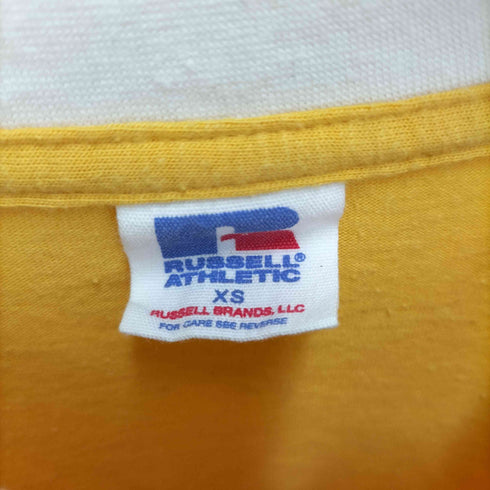 RUSSELL®
ATHLETIC
XS
RUSSELL BRANDS, LLC
FOR CARE SEE REVERSE